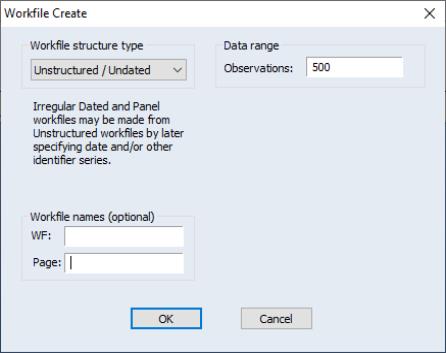 Workfile Create
Workfile structure type
Unstructured / Undated
Data range
Observations: 500
Irregular Dated and Panel
workfiles may be made from
Unstructured workfiles by later
specifying date and/or other
identifier series.
Workfile names (optional)
WF:
Page:
OK Cancel